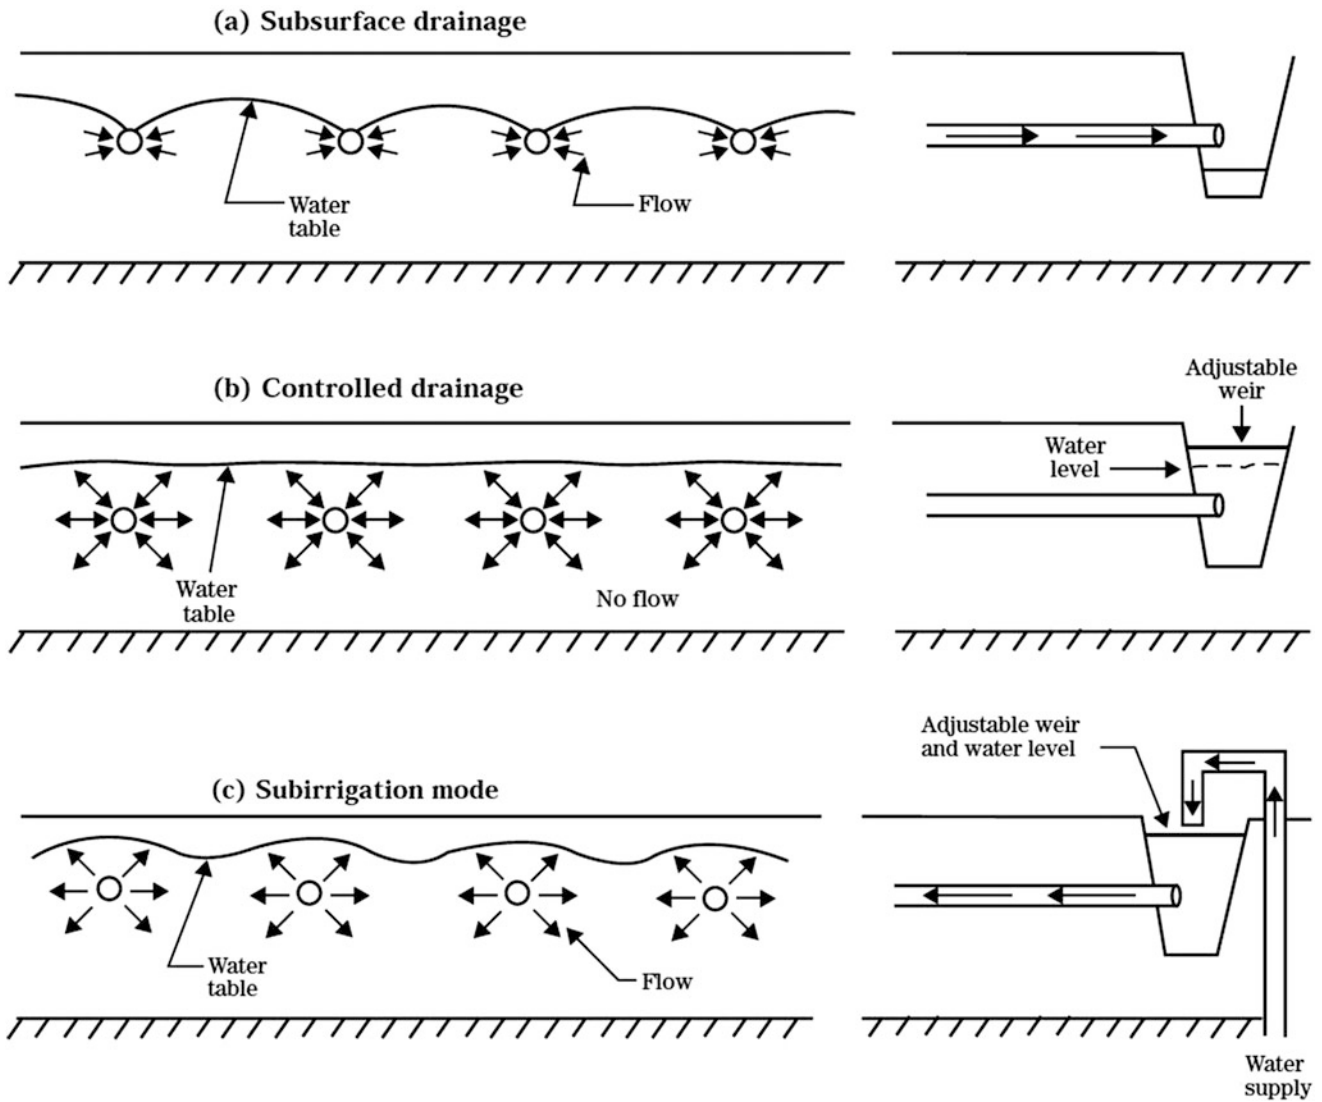 (a) Subsurface drainage
Water
table
Flow
(b) Controlled drainage
Adjustable
weir
Water
level
Water
table
No flow
Adjustable weir
and water level
(c) Subirrigation mode
Water
table
Flow
Water
supply